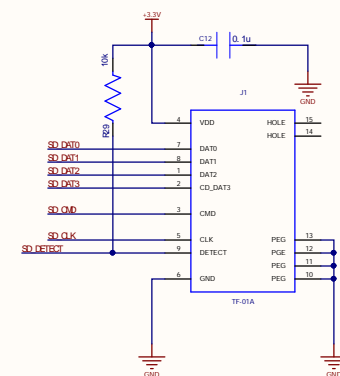 +3.3V
C12 0.1u
10k
R29
J1
GND
4 VDD HOLE 15
HOLE 14
SD_DAT0 7 DAT0
SD_DAT1 8 DAT1
SD_DAT2 1 DAT2
SD_DAT3 2 CD_DAT3
SD_CMD 3 CMD
SD_CLK 5 CLK PEG 13
SD_DETECT 9 DETECT PGE 12
PEG 11
6 GND PEG 10
TF-01A
GND GND